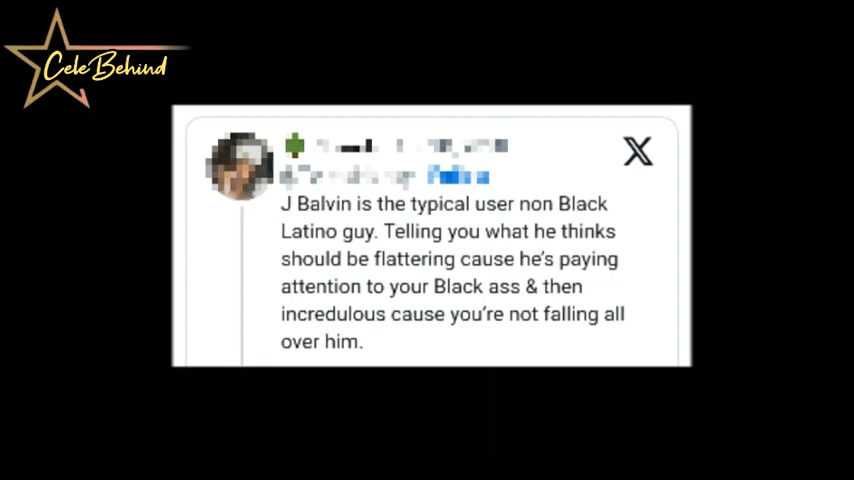 CeleBehind
J Balvin is the typical user non Black
Latino guy. Telling you what he thinks
should be flattering cause he's paying
attention to your Black ass & then
incredulous cause you're not falling all
over him.